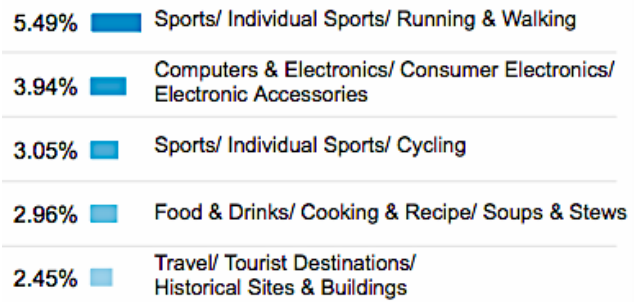 5.49% Sports/ Individual Sports/ Running & Walking
3.94% Computers & Electronics/ Consumer Electronics/
Electronic Accessories
3.05% Sports/ Individual Sports/ Cycling
2.96% Food & Drinks/ Cooking & Recipe/ Soups & Stews
2.45% Travel/ Tourist Destinations/
Historical Sites & Buildings